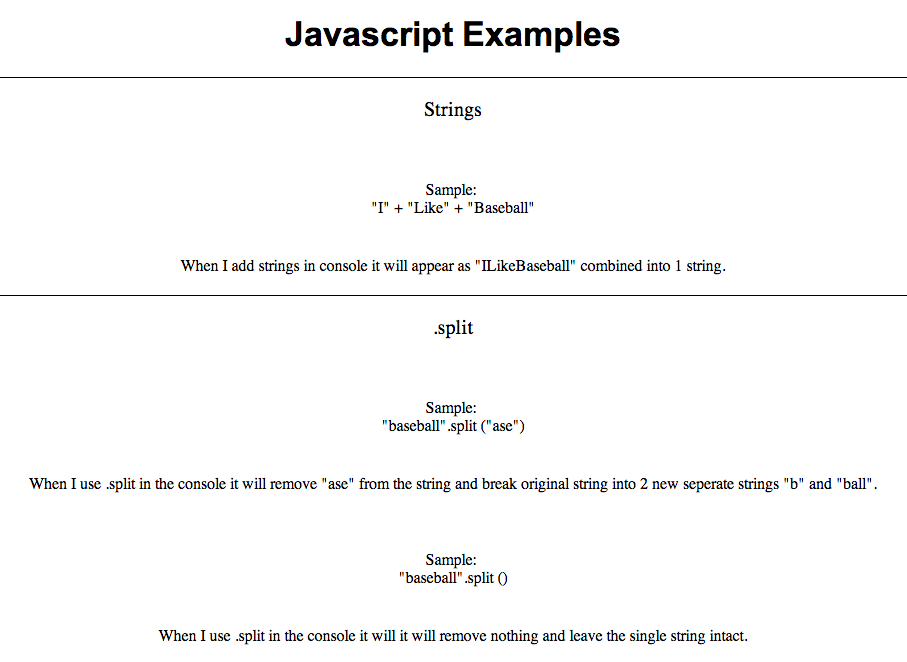 Javascript Examples
Strings
Sample:
"I" + "Like" + "Baseball"
When I add strings in console it will appear as "ILikeBaseball" combined into 1 string.
.split
Sample:
"baseball".split ("ase")
When I use .split in the console it will remove "ase" from the string and break original string into 2 new seperate strings "b" and "ball".
Sample:
"baseball".split ()
When I use .split in the console it will it will remove nothing and leave the single string intact.